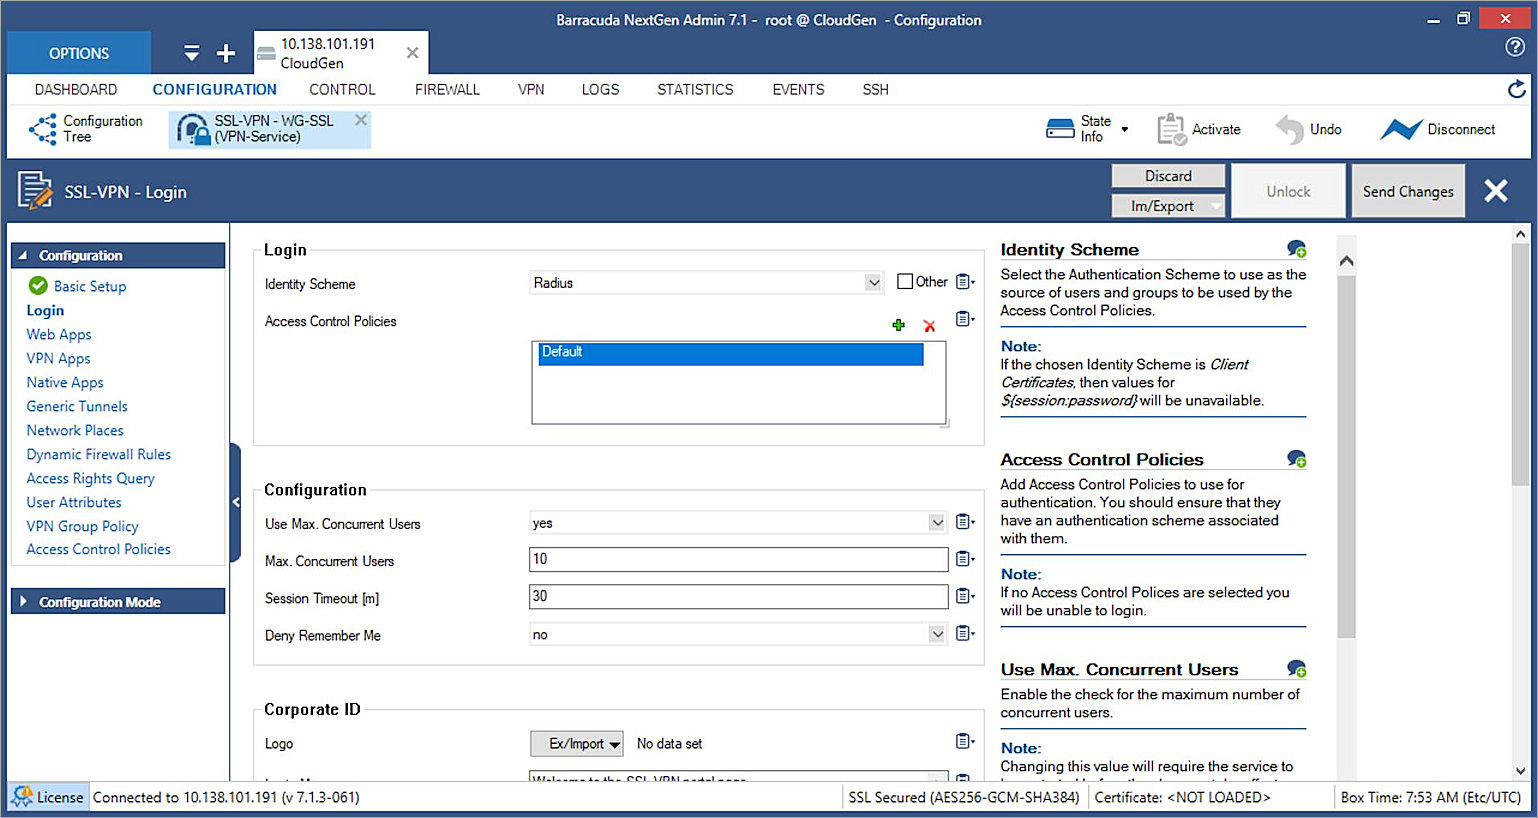 Barracuda NextGen Admin 7.1 - root @ CloudGen - Configuration
OPTIONS
10.138.101.191
CloudGen
DASHBOARD CONFIGURATION CONTROL FIREWALL VPN LOGS STATISTICS EVENTS SSH
Configuration
Tree
SSL-VPN - WG-SSL
(VPN-Service)
State
Info
Activate
Undo
Disconnect
SSL-VPN - Login
Discard
Im/Export
Unlock
Send Changes
Configuration
Basic Setup
Login
Web Apps
VPN Apps
Native Apps
Generic Tunnels
Network Places
Dynamic Firewall Rules
Access Rights Query
User Attributes
VPN Group Policy
Access Control Policies
Configuration Mode
Login
Identity Scheme Radius Other
Access Control Policies
Default
Configuration
Use Max. Concurrent Users yes
Max. Concurrent Users 10
Session Timeout [m] 30
Deny Remember Me no
Corporate ID
Logo Ex/Import No data set
Welcome to the SSL-VPN portal page
Identity Scheme
Select the Authentication Scheme to use as the
source of users and groups to be used by the
Access Control Policies.
Note:
If the chosen Identity Scheme is Client
Certificates, then values for
${session:password} will be unavailable.
Access Control Policies
Add Access Control Policies to use for
authentication. You should ensure that they
have an authentication scheme associated
with them.
Note:
If no Access Control Polices are selected you
will be unable to login.
Use Max. Concurrent Users
Enable the check for the maximum number of
concurrent users.
Note:
Changing this value will require the service to
License Connected to 10.138.101.191 (v 7.1.3-061) SSL Secured (AES256-GCM-SHA384) Certificate: <NOT LOADED> Box Time: 7:53 AM (Etc/UTC)